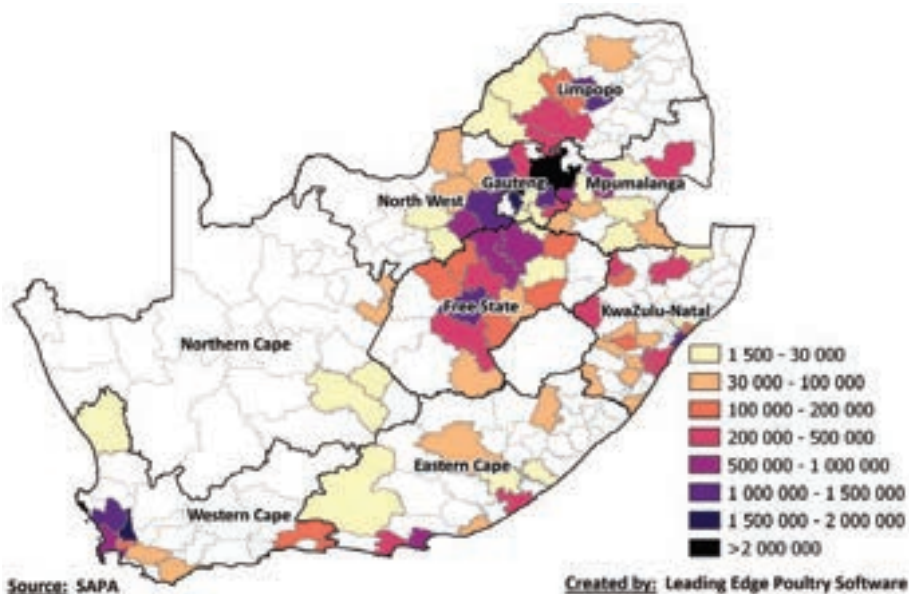 Limpopo
Gauteng
Mpumalanga
North West
Free State
KwaZulu-Natal
Northern Cape
Eastern Cape
Western Cape
1 500 - 30 000
30 000 - 100 000
100 000 - 200 000
200 000 - 500 000
500 000 - 1 000 000
1 000 000 - 1 500 000
1 500 000 - 2 000 000
>2 000 000
Source: SAPA
Created by: Leading Edge Poultry Software